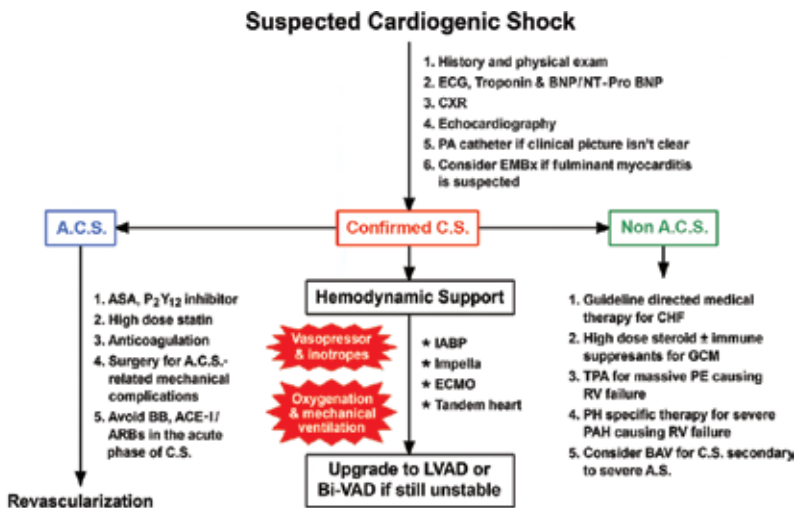 Suspected Cardiogenic Shock
1. History and physical exam
2. ECG, Troponin & BNP/NT-Pro BNP
3. CXR
4. Echocardiography
5. PA catheter if clinical picture isn't clear
6. Consider EMBx if fulminant myocarditis
is suspected
A.C.S.
Confirmed C.S.
Non A.C.S.
1. ASA, P2Y12 inhibitor
2. High dose statin
3. Anticoagulation
4. Surgery for A.C.S.-
related mechanical
complications
5. Avoid BB, ACE-I/
ARBs in the acute
phase of C.S.
Revascularization
Hemodynamic Support
Vasopressor
& inotropes
Oxygenation
& mechanical
ventilation
★ IABP
★ Impella
★ ECMO
★ Tandem heart
Upgrade to LVAD or
Bi-VAD if still unstable
1. Guideline directed medical
therapy for CHF
2. High dose steroid ± immune
suppresants for GCM
3. TPA for massive PE causing
RV failure
4. PH specific therapy for severe
PAH causing RV failure
5. Consider BAV for C.S. secondary
to severe A.S.